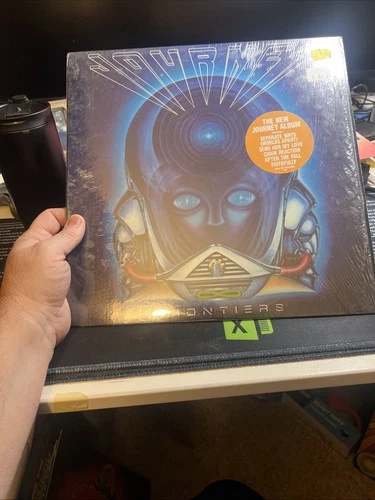 JOURNEY
THE NEW
JOURNEY ALBUM
SEPARATE WAYS
(WORLDS APART)
SEND HER MY LOVE
CHAIN REACTION
AFTER THE FALL
FAITHFULLY
FRONTIERS
X